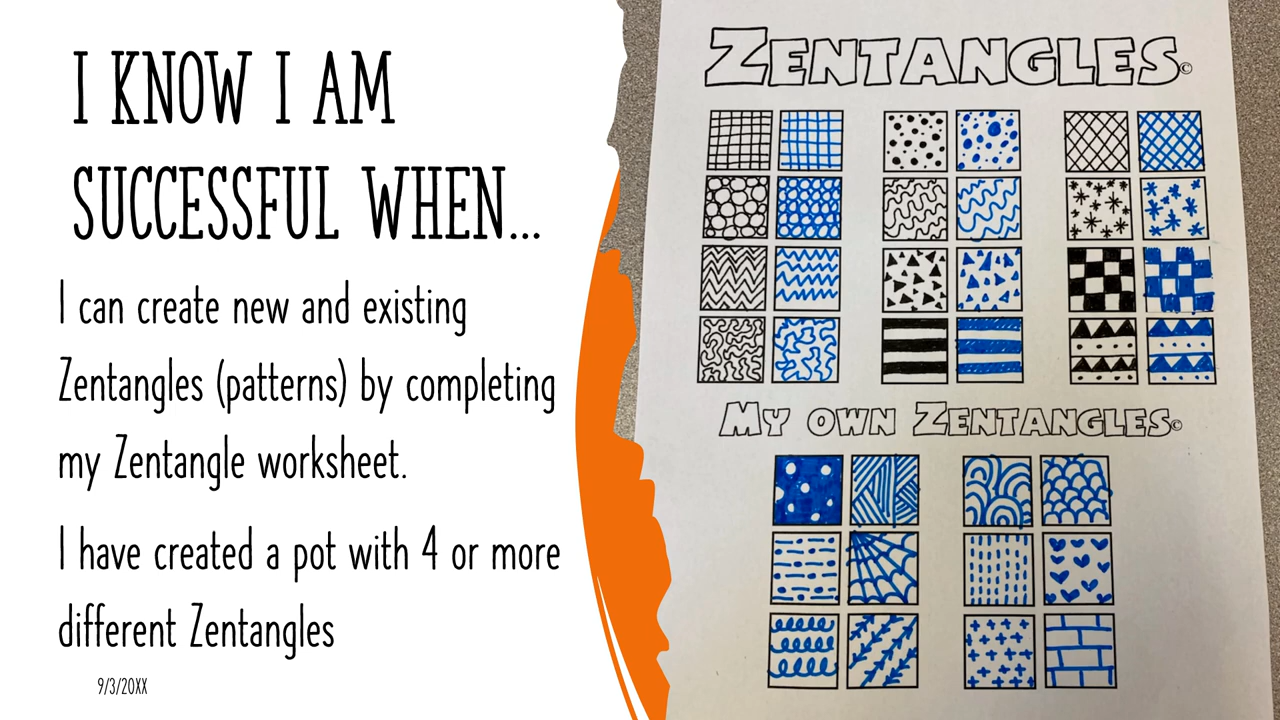 I KNOW I AM
SUCCESSFUL WHEN...
I can create new and existing
Zentangles (patterns) by completing
my Zentangle worksheet.
I have created a pot with 4 or more
different Zentangles
9/3/20XX
ZENTANGLES©
MY OWN ZENTANGLES©